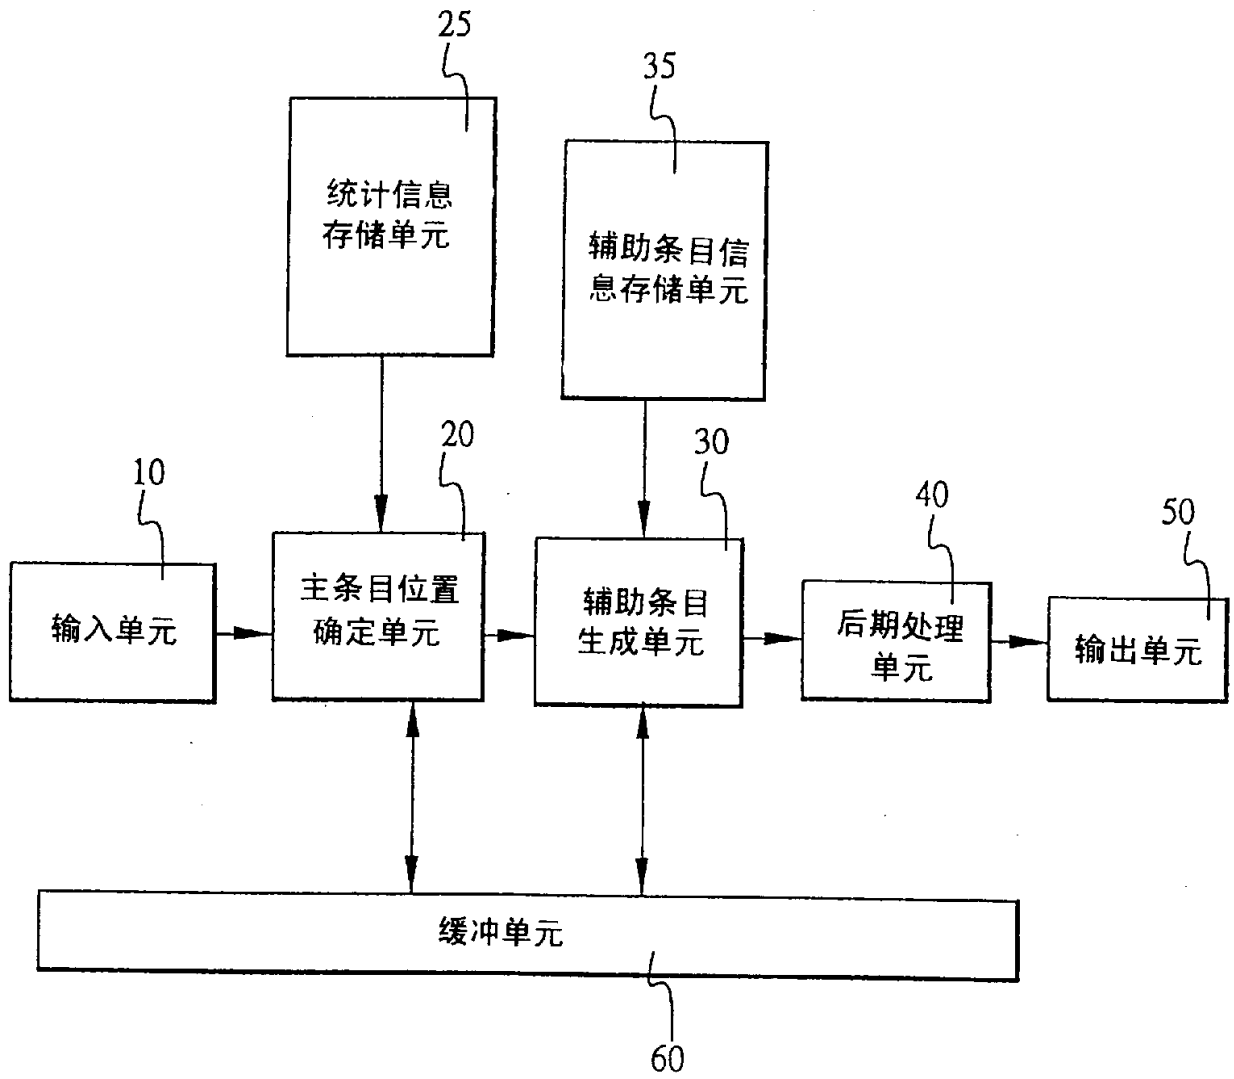 25
统计信息
存储单元
35
辅助条目信
息存储单元
10
输入单元
20
主条目位置
确定单元
30
辅助条目
生成单元
40
后期处理
单元
50
输出单元
缓冲单元
60